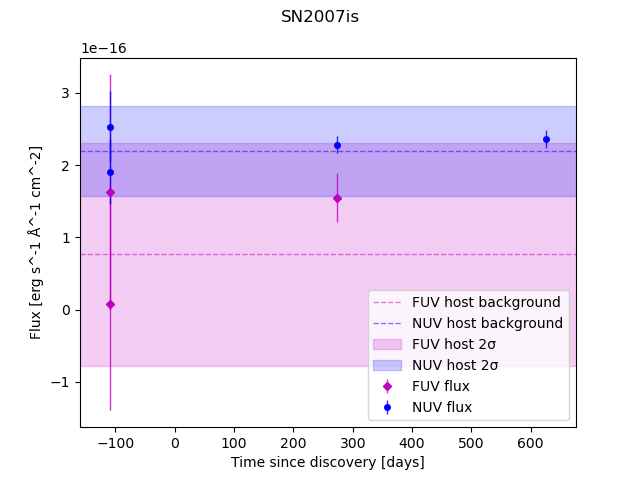 SN2007is
1e−16
3
2
1
0
−1
Flux [erg s^-1 Å^-1 cm^-2]
FUV host background
NUV host background
FUV host 2σ
NUV host 2σ
FUV flux
NUV flux
−100 0 100 200 300 400 500 600
Time since discovery [days]